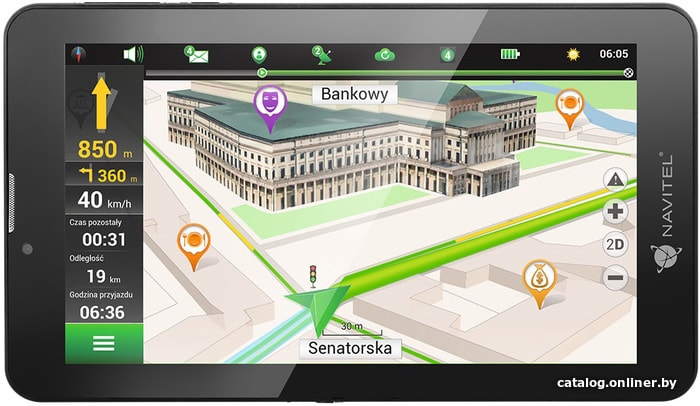 4
2
4
06:05
Bankowy
850 m
360 m
40 km/h
Czas pozostały
00:31
Odległość
19 km
Godzina przyjazdu
06:36
2D
30 m
Senatorska
NAVITEL®
catalog.onliner.by